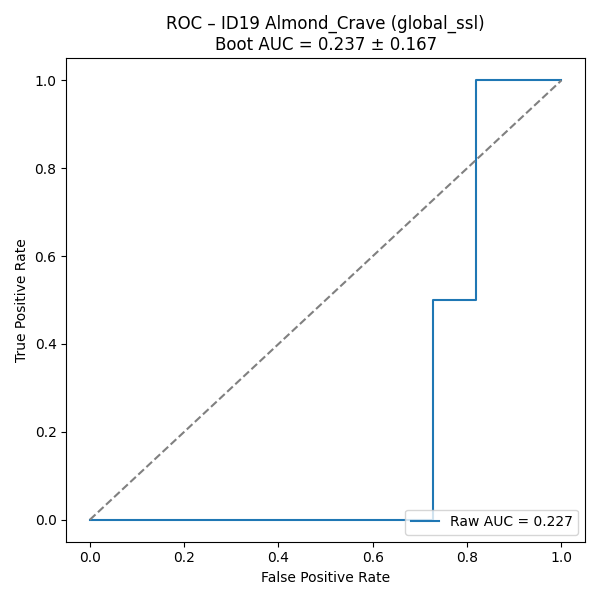 ROC – ID19 Almond_Crave (global_ssl)
Boot AUC = 0.237 ± 0.167
True Positive Rate
1.0
0.8
0.6
0.4
0.2
0.0
Raw AUC = 0.227
0.0 0.2 0.4 0.6 0.8 1.0
False Positive Rate